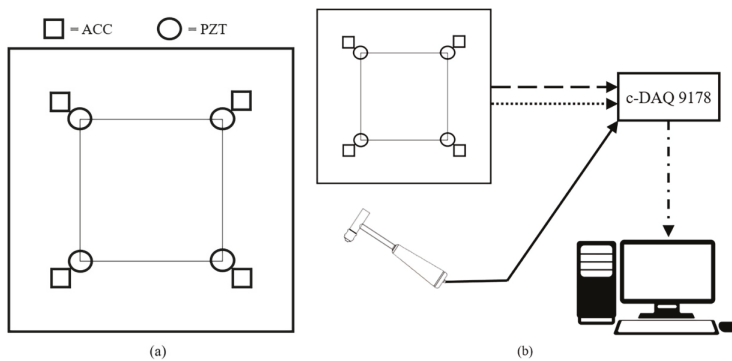 = ACC
= PZT
c-DAQ 9178
(a)
(b)